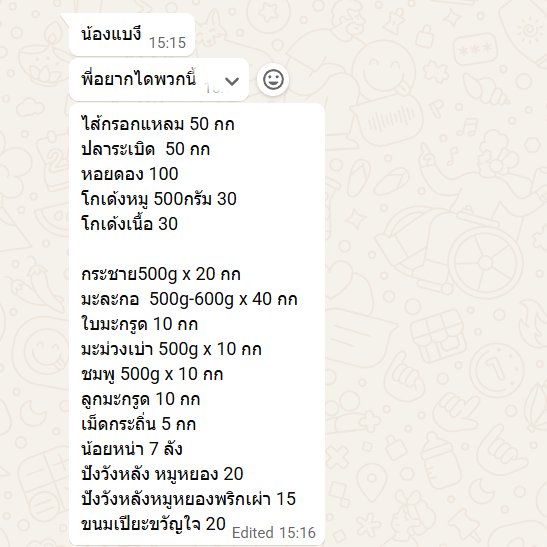 น้องแบงี
15:15
พี่อยากไดพวกนี้
ไส้กรอกแหลม 50 กก
ปลาระเบิด  50 กก
หอยดอง 100
โกเด้งหมู 500กรัม 30
โกเด้งเนื้อ 30
กระชาย500g x 20 กก
มะละกอ  500g-600g x 40 กก
ใบมะกรูด 10 กก
มะม่วงเบ่า 500g x 10 กก
ชมพู 500g x 10 กก
ลูกมะกรูด 10 กก
เม็ดกระถิ่น 5 กก
น้อยหน่า 7 ลัง
ปังวังหลัง หมูหยอง 20
ปังวังหลังหมูหยองพริกเผ่า 15
ขนมเปียะขวัญใจ 20
Edited 15:16